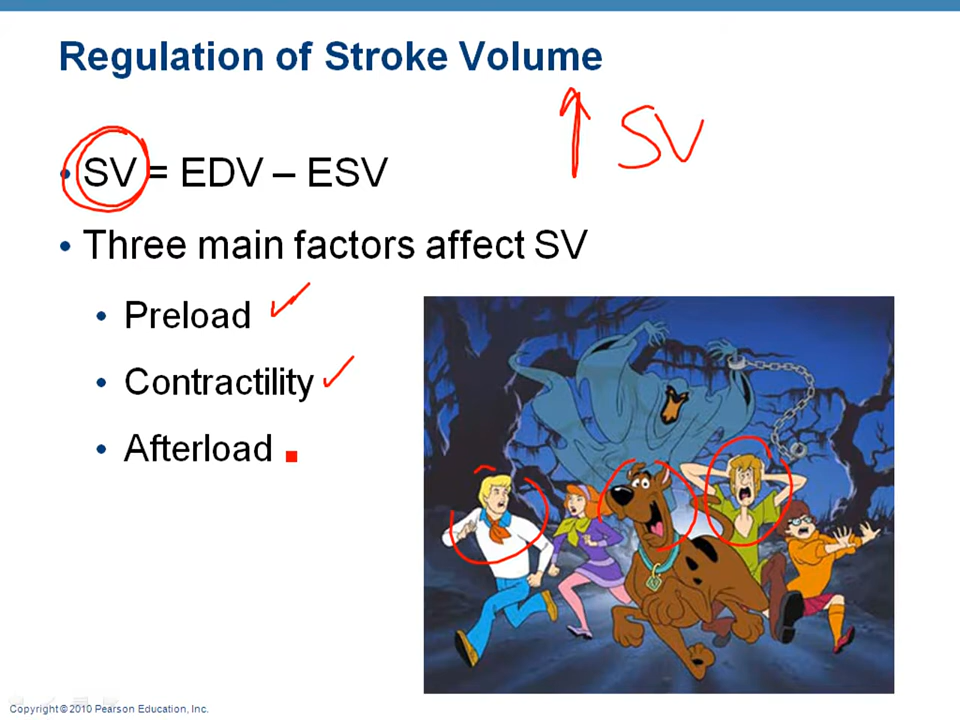 Regulation of Stroke Volume
↑ SV
• SV = EDV – ESV
• Three main factors affect SV
• Preload ✓
• Contractility ✓
• Afterload
Copyright © 2010 Pearson Education, Inc.